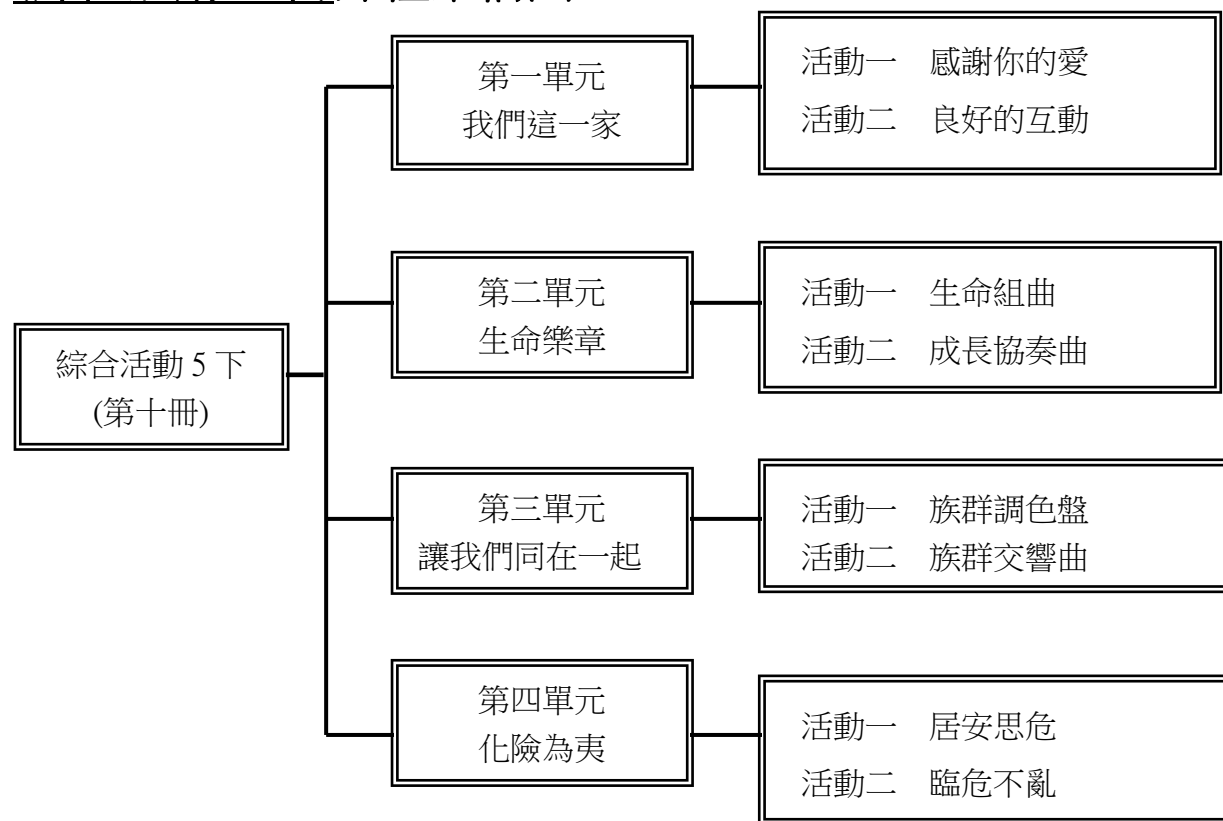 綜合活動 5 下
(第十冊)
第一單元
我們這一家
活動一　感謝你的愛
活動二　良好的互動
第二單元
生命樂章
活動一　生命組曲
活動二　成長協奏曲
第三單元
讓我們同在一起
活動一　族群調色盤
活動二　族群交響曲
第四單元
化險為夷
活動一　居安思危
活動二　臨危不亂